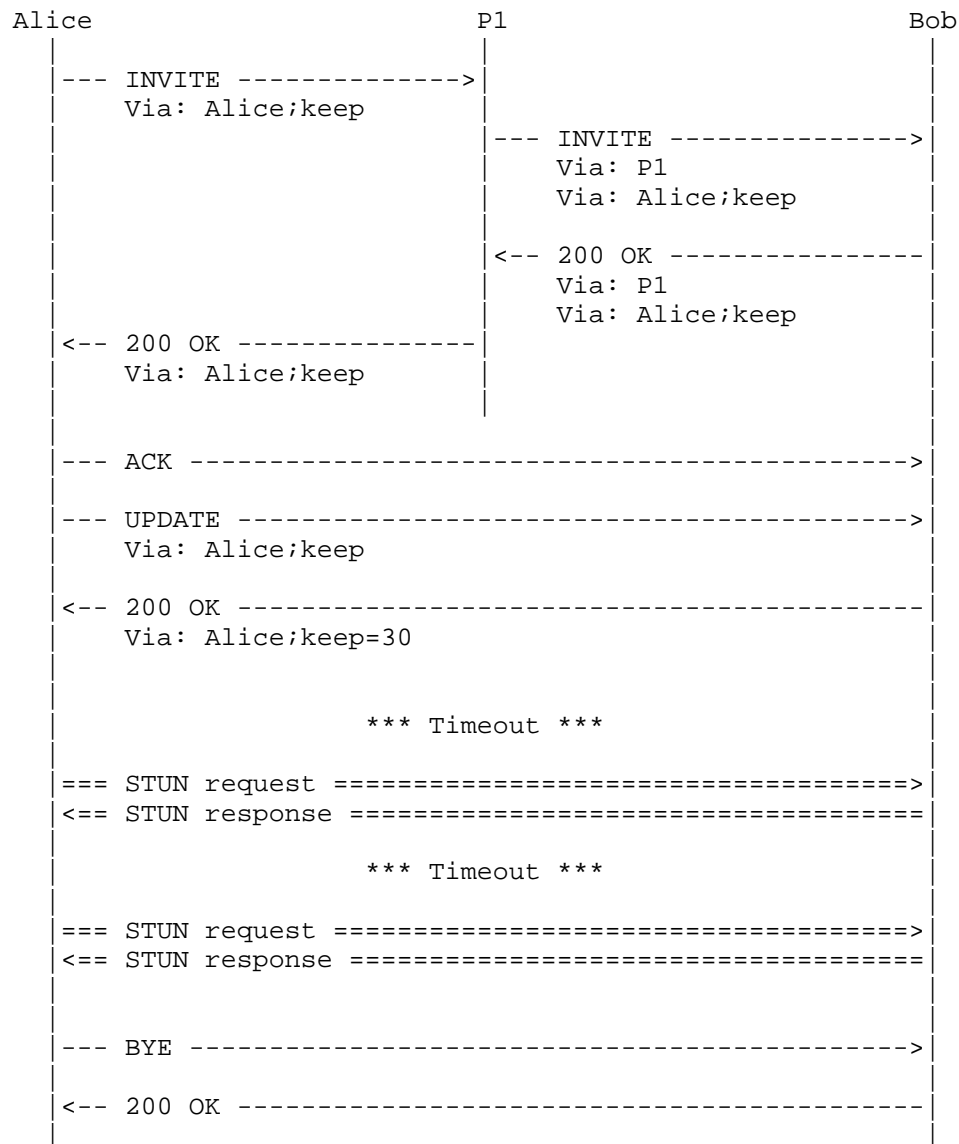 Alice P1 Bob
| | |
|--- INVITE -------------->| |
| Via: Alice;keep | |
| |--- INVITE --------------->|
| | Via: P1 |
| | Via: Alice;keep |
| | |
| |<-- 200 OK ----------------|
| | Via: P1 |
| | Via: Alice;keep |
|<-- 200 OK ---------------| |
| Via: Alice;keep | |
| | |
| |
|--- ACK --------------------------------------------->|
| |
|--- UPDATE ------------------------------------------>|
| Via: Alice;keep |
| |
|<-- 200 OK -------------------------------------------|
| Via: Alice;keep=30 |
| |
| |
| *** Timeout *** |
| |
|=== STUN request ====================================>|
|<== STUN response ====================================|
| |
| *** Timeout *** |
| |
|=== STUN request ====================================>|
|<== STUN response ====================================|
| |
| |
|--- BYE --------------------------------------------->|
| |
|<-- 200 OK -------------------------------------------|
| |